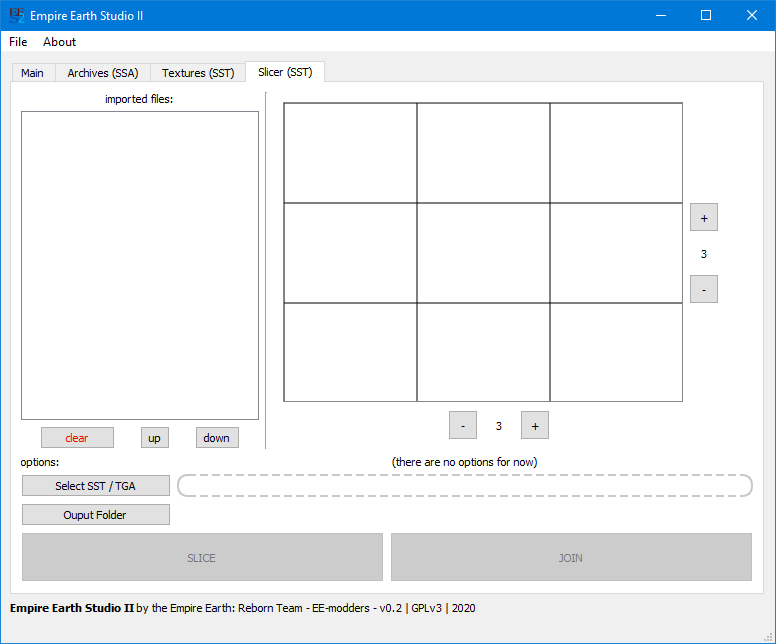 Empire Earth Studio II
File About
Main Archives (SSA) Textures (SST) Slicer (SST)
imported files:
+
3
-
- 3 +
clear up down
options: (there are no options for now)
Select SST / TGA
Ouput Folder
SLICE JOIN
Empire Earth Studio II by the Empire Earth: Reborn Team - EE-modders - v0.2 | GPLv3 | 2020